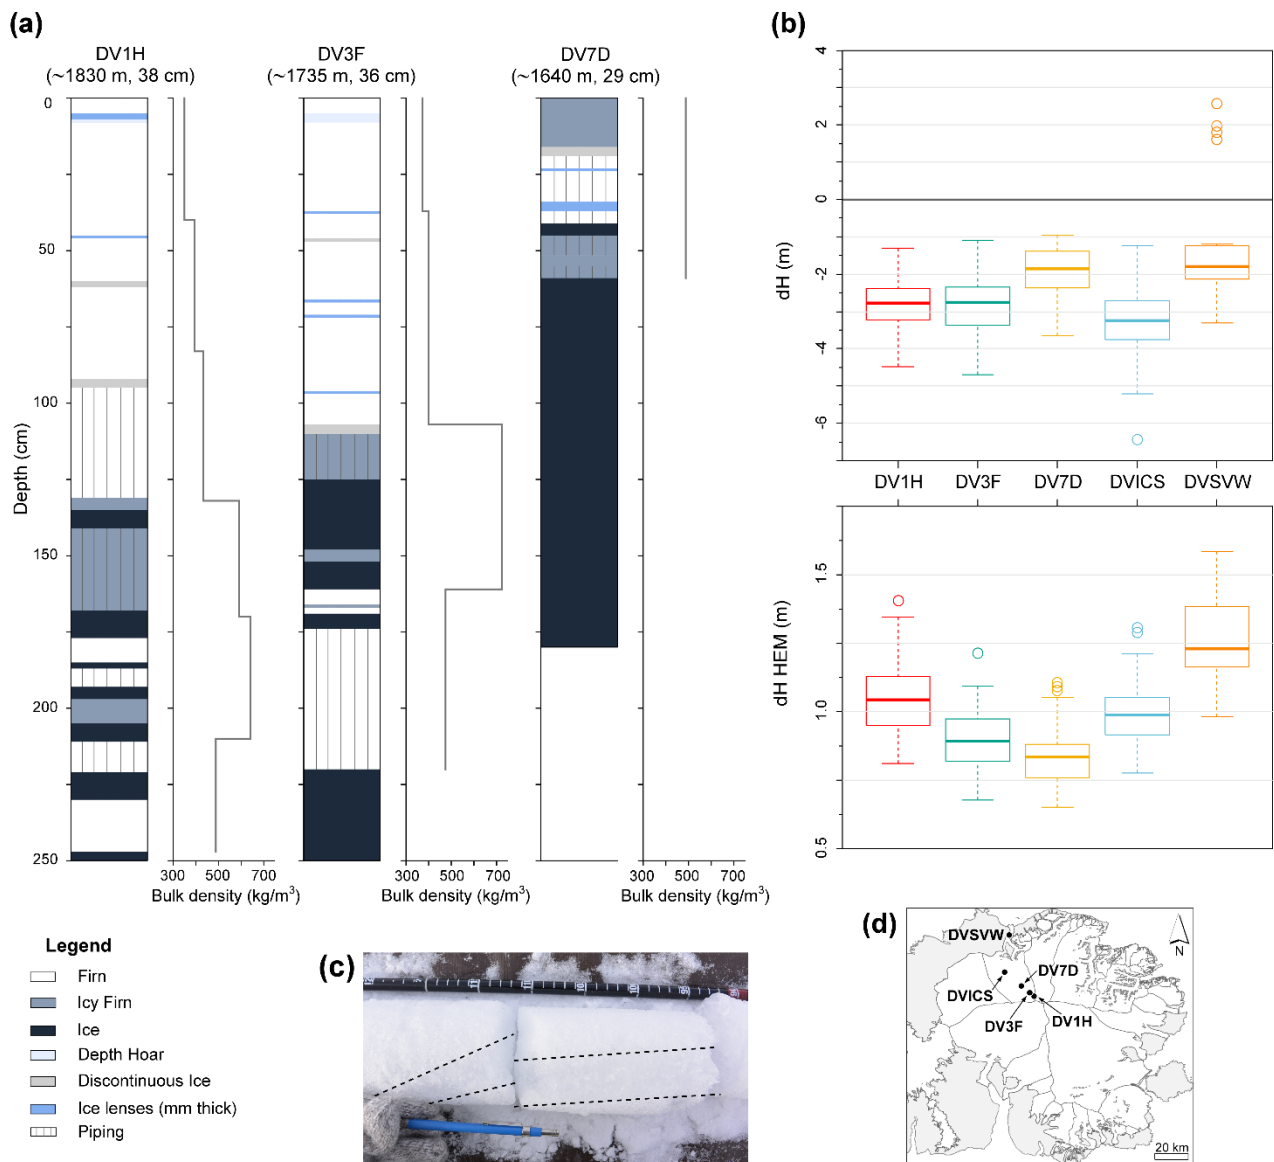 (a)
DV1H
(~1830 m, 38 cm)
DV3F
(~1735 m, 36 cm)
DV7D
(~1640 m, 29 cm)
0
50
100
150
200
250
Depth (cm)
300 500 700
Bulk density (kg/m³)
300 500 700
Bulk density (kg/m³)
300 500 700
Bulk density (kg/m³)
(b)
4
2
0
-2
-4
-6
dH (m)
DV1H DV3F DV7D DVICS DVSVW
1.5
1.0
0.5
dH HEM (m)
Legend
Firn
Icy Firn
Ice
Depth Hoar
Discontinuous Ice
Ice lenses (mm thick)
Piping
(c)
(d)
DVSVW
DV7D
DVICS
DV3F
DV1H
N
20 km